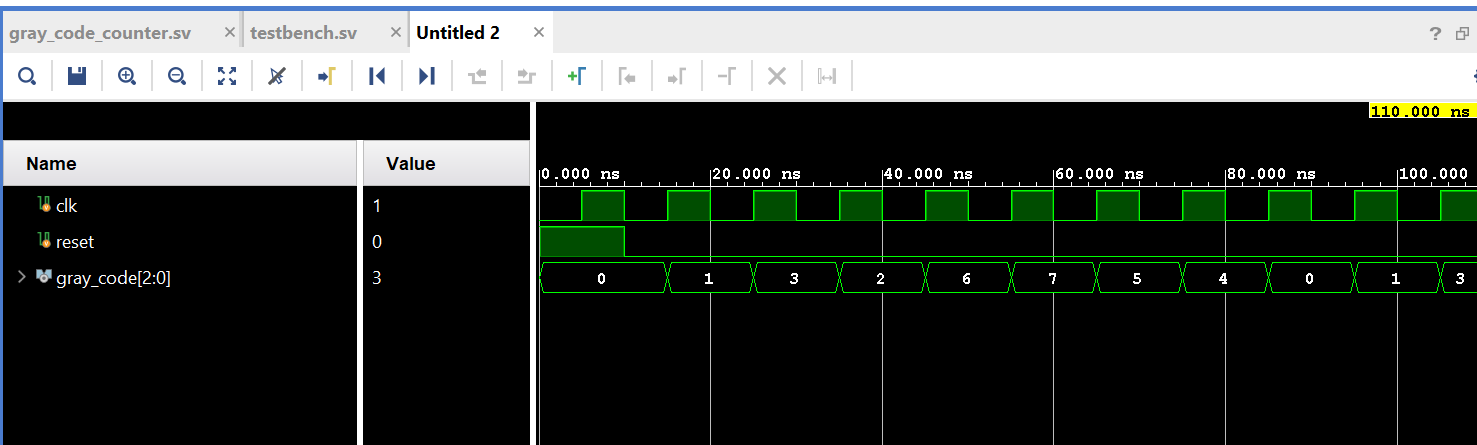 gray_code_counter.sv × testbench.sv × Untitled 2 × ?
110.000 ns
Name Value
0.000 ns 20.000 ns 40.000 ns 60.000 ns 80.000 ns 100.000
clk 1
reset 0
gray_code[2:0] 3 0 1 3 2 6 7 5 4 0 1 3